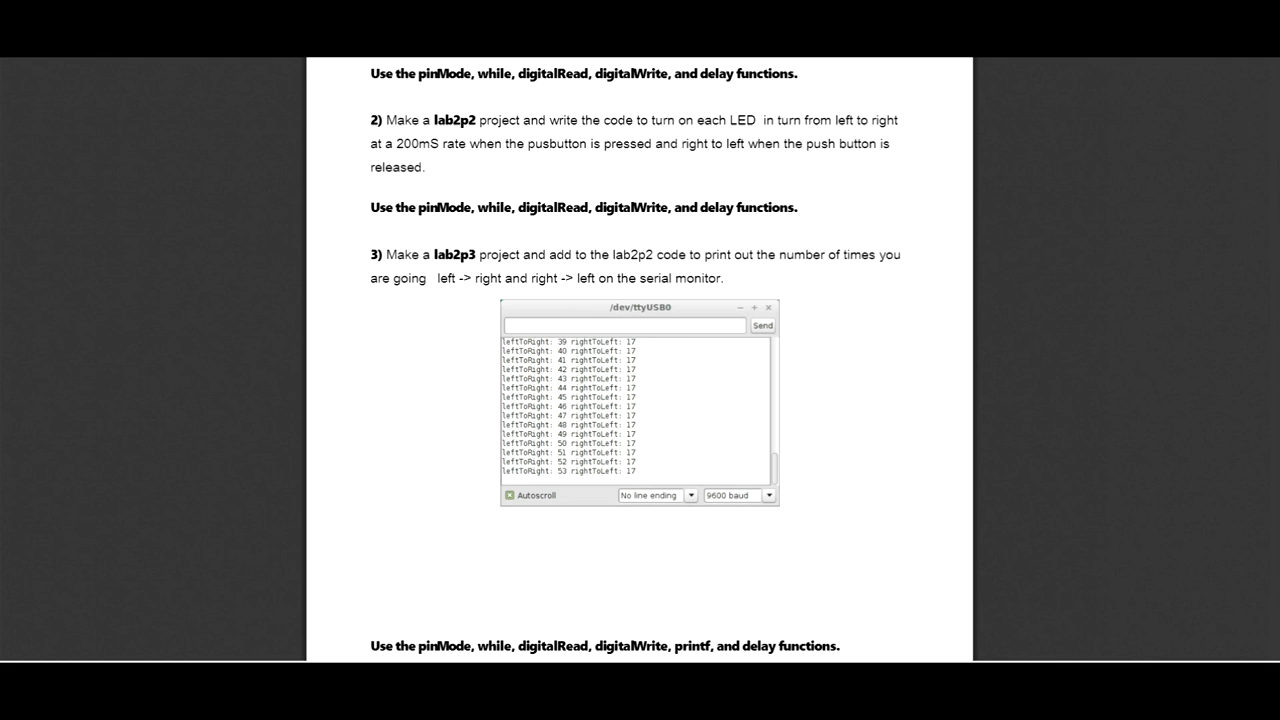 Use the pinMode, while, digitalRead, digitalWrite, and delay functions.
2) Make a lab2p2 project and write the code to turn on each LED in turn from left to right
at a 200mS rate when the pusbutton is pressed and right to left when the push button is
released.
Use the pinMode, while, digitalRead, digitalWrite, and delay functions.
3) Make a lab2p3 project and add to the lab2p2 code to print out the number of times you
are going left -> right and right -> left on the serial monitor.
/dev/ttyUSB0
Send
leftToRight: 39 rightToLeft: 17
leftToRight: 40 rightToLeft: 17
leftToRight: 41 rightToLeft: 17
leftToRight: 42 rightToLeft: 17
leftToRight: 43 rightToLeft: 17
leftToRight: 44 rightToLeft: 17
leftToRight: 45 rightToLeft: 17
leftToRight: 46 rightToLeft: 17
leftToRight: 47 rightToLeft: 17
leftToRight: 48 rightToLeft: 17
leftToRight: 49 rightToLeft: 17
leftToRight: 50 rightToLeft: 17
leftToRight: 51 rightToLeft: 17
leftToRight: 52 rightToLeft: 17
leftToRight: 53 rightToLeft: 17
Autoscroll No line ending 9600 baud
Use the pinMode, while, digitalRead, digitalWrite, printf, and delay functions.